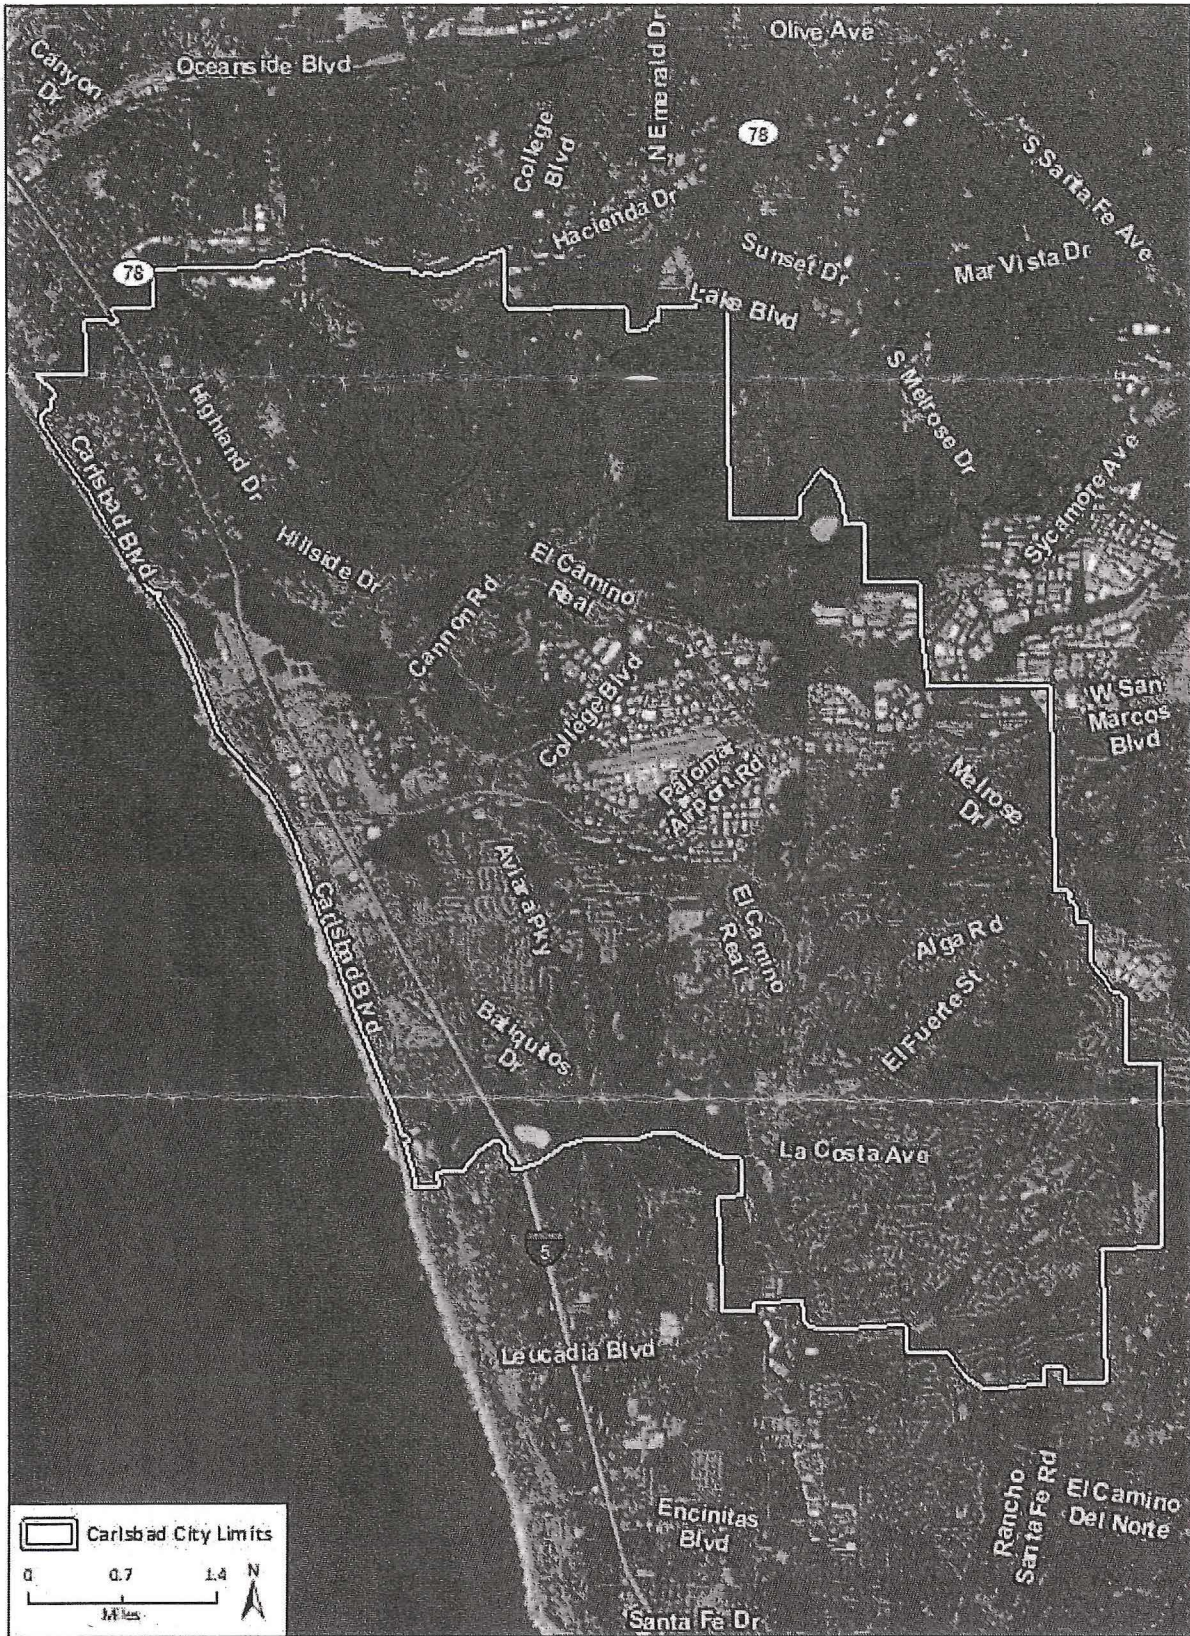 Olive Ave
Canyon
Dr
Oceanside Blvd
N Emerald Dr
78
College
Blvd
S Santa Fe Ave
Hacienda Dr
Sunset Dr
Mar Vista Dr
78
Lake Blvd
S Melrose Dr
Highland Dr
Carlsbad Blvd
Sycamore Ave
Hillside Dr
El Camino
Real
Cannon Rd
College Blvd
W San
Marcos
Blvd
Palomar
Airport Rd
Melrose
Dr
Aviara Pky
El Camino
Real
Carlsbad Blvd
Alga Rd
El Fuerte St
Batiquitos
Dr
La Costa Ave
5
Leucadia Blvd
Encinitas
Blvd
Rancho
Santa Fe Rd
El Camino
Del Norte
Santa Fe Dr
Carlsbad City Limits
0 0.7 1.4
Miles
N